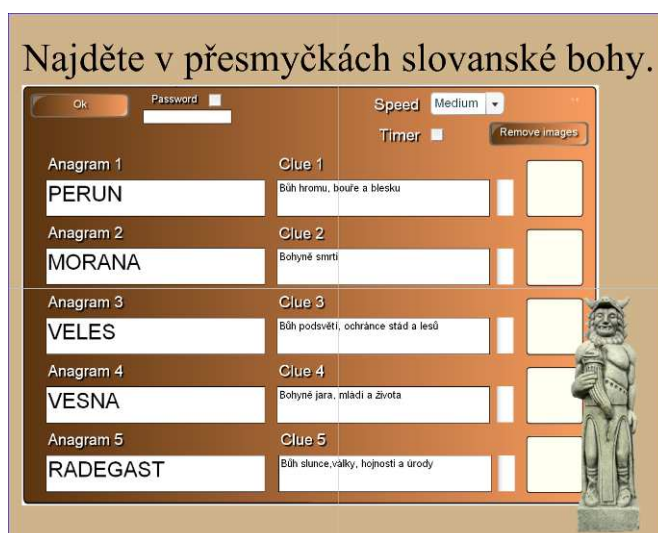 Najděte v přesmyčkách slovanské bohy.
Ok Password Speed Medium
Timer Remove images
Anagram 1 Clue 1
PERUN Bůh hromu, bouře a blesku
Anagram 2 Clue 2
MORANA Bohyně smrti
Anagram 3 Clue 3
VELES Bůh podsvětí, ochránce stád a lesů
Anagram 4 Clue 4
VESNA Bohyně jara, mládí a života
Anagram 5 Clue 5
RADEGAST Bůh slunce,války, hojnosti a úrody